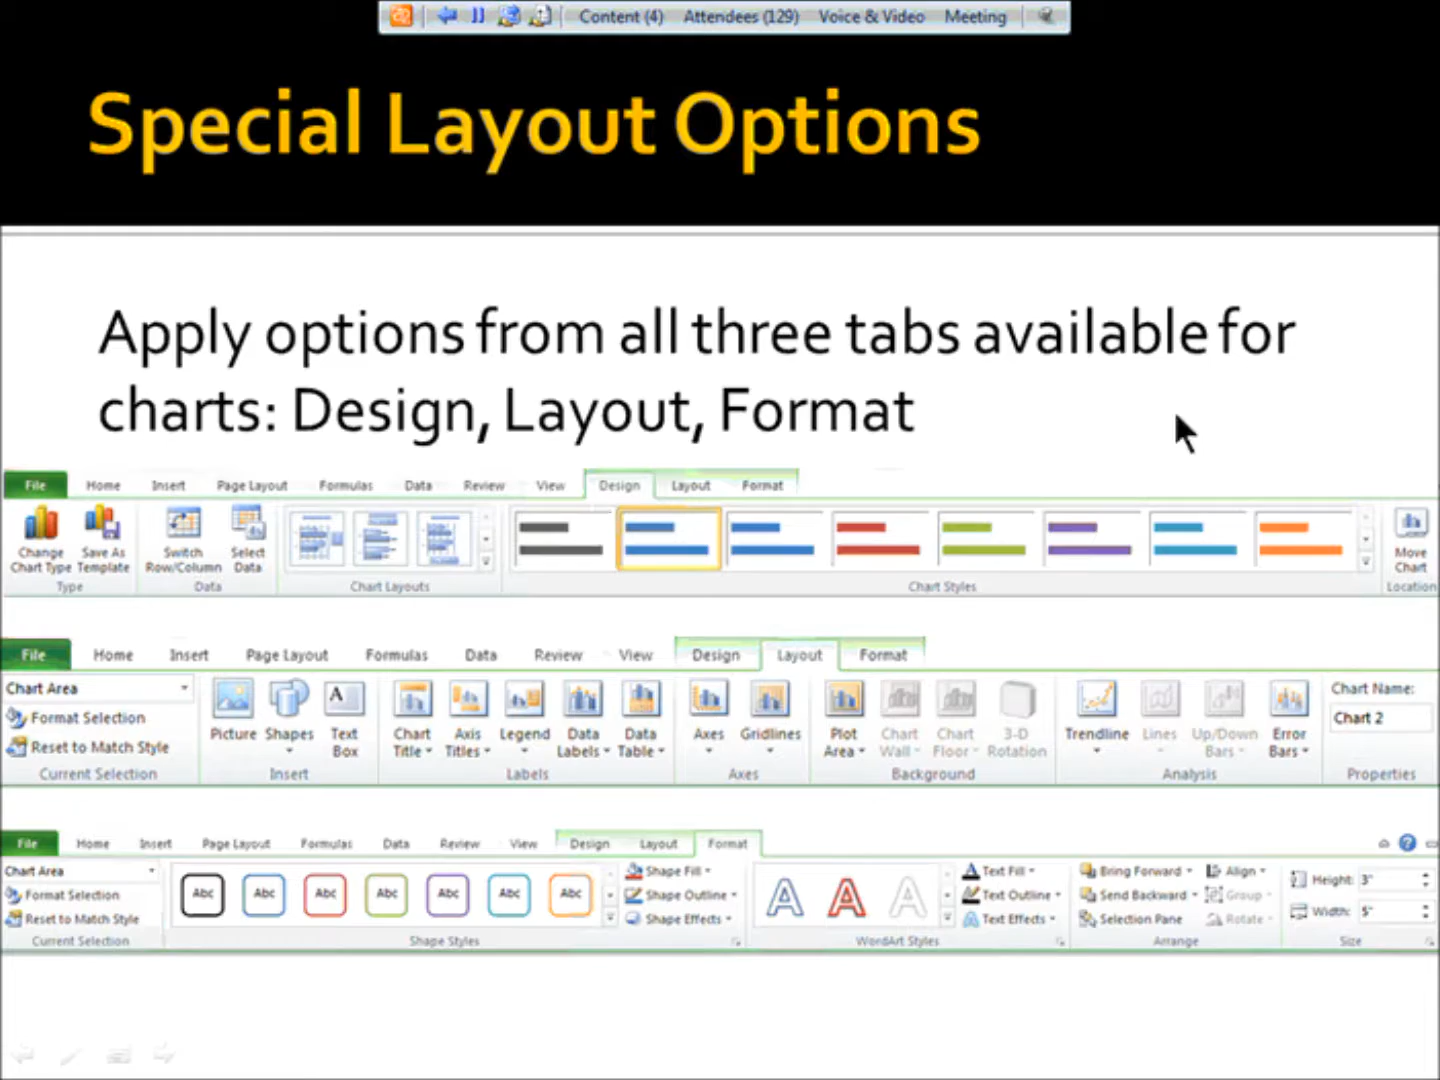 Content (4) Attendees (129) Voice & Video Meeting
Special Layout Options
Apply options from all three tabs available for
charts: Design, Layout, Format
File Home Insert Page Layout Formulas Data Review View Design Layout Format
Change Chart Type Save As Template Switch Row/Column Select Data Move Chart
Type Data Chart Layouts Chart Styles Location
File Home Insert Page Layout Formulas Data Review View Design Layout Format
Chart Area Chart Name:
Format Selection Chart 2
Reset to Match Style Picture Shapes Text Box Chart Title Axis Titles Legend Data Labels Data Table Axes Gridlines Plot Area Chart Wall Chart Floor 3-D Rotation Trendline Lines Up/Down Bars Error Bars
Current Selection Insert Labels Axes Background Analysis Properties
File Home Insert Page Layout Formulas Data Review View Design Layout Format
Chart Area Shape Fill Text Fill Bring Forward Align Height: 3"
Format Selection Abc Abc Abc Abc Abc Abc Abc Shape Outline A A A Text Outline Send Backward Group
Reset to Match Style Shape Effects Text Effects Selection Pane Rotate Width: 5"
Current Selection Shape Styles WordArt Styles Arrange Size